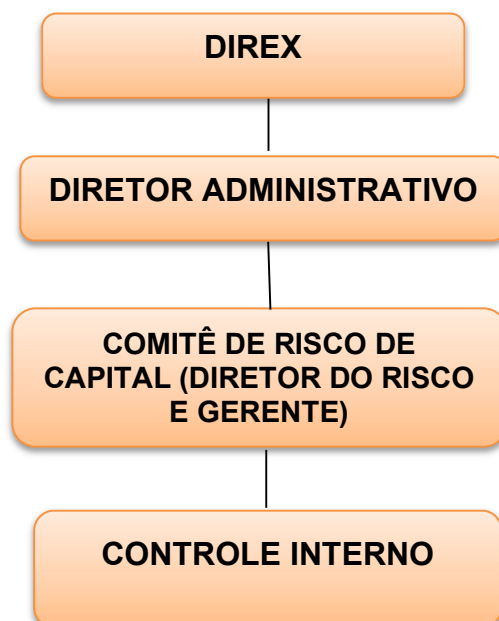 DIREX
DIRETOR ADMINISTRATIVO
COMITÊ DE RISCO DE
CAPITAL (DIRETOR DO RISCO
E GERENTE)
CONTROLE INTERNO